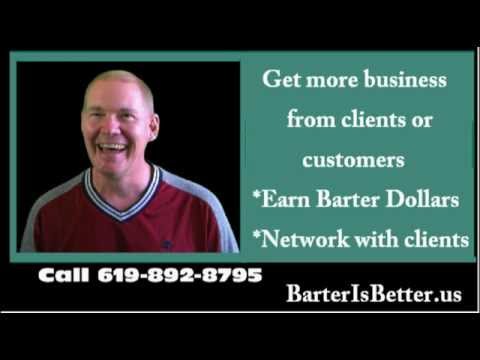 Get more business
from clients or
customers
*Earn Barter Dollars
*Network with clients
Call 619-892-8795
BarterIsBetter.us